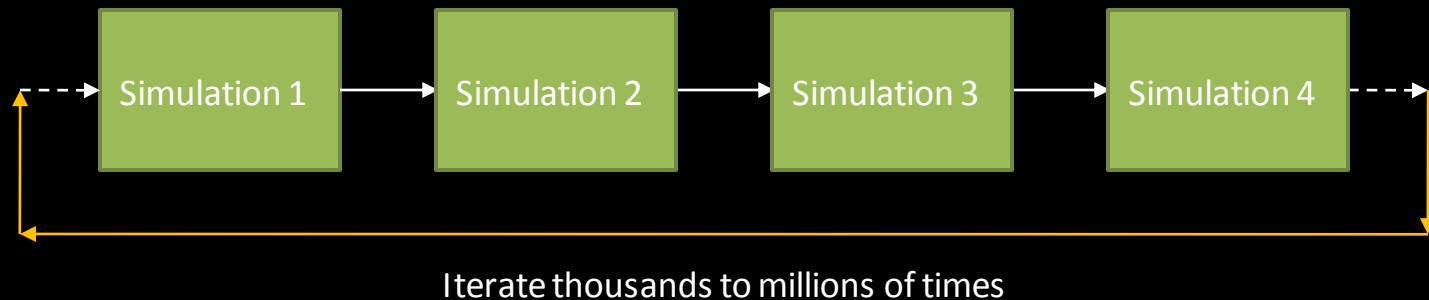 Simulation 1
Simulation 2
Simulation 3
Simulation 4
Iterate thousands to millions of times